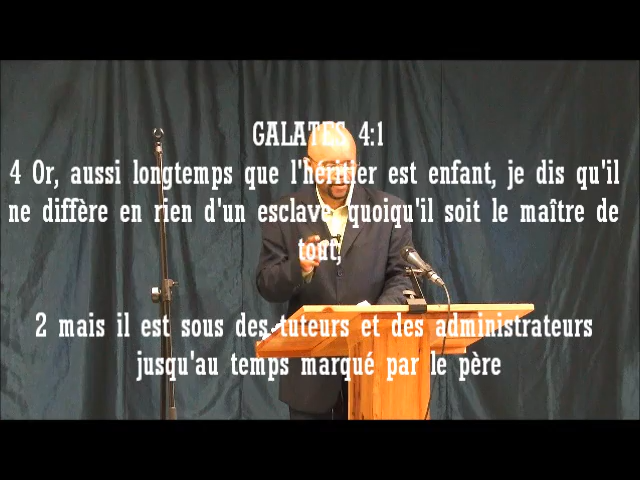 GALATES 4:1
4 Or, aussi longtemps que l'héritier est enfant, je dis qu'il
ne diffère en rien d'un esclave, quoiqu'il soit le maître de
tout,
2 mais il est sous des tuteurs et des administrateurs
jusqu'au temps marqué par le père